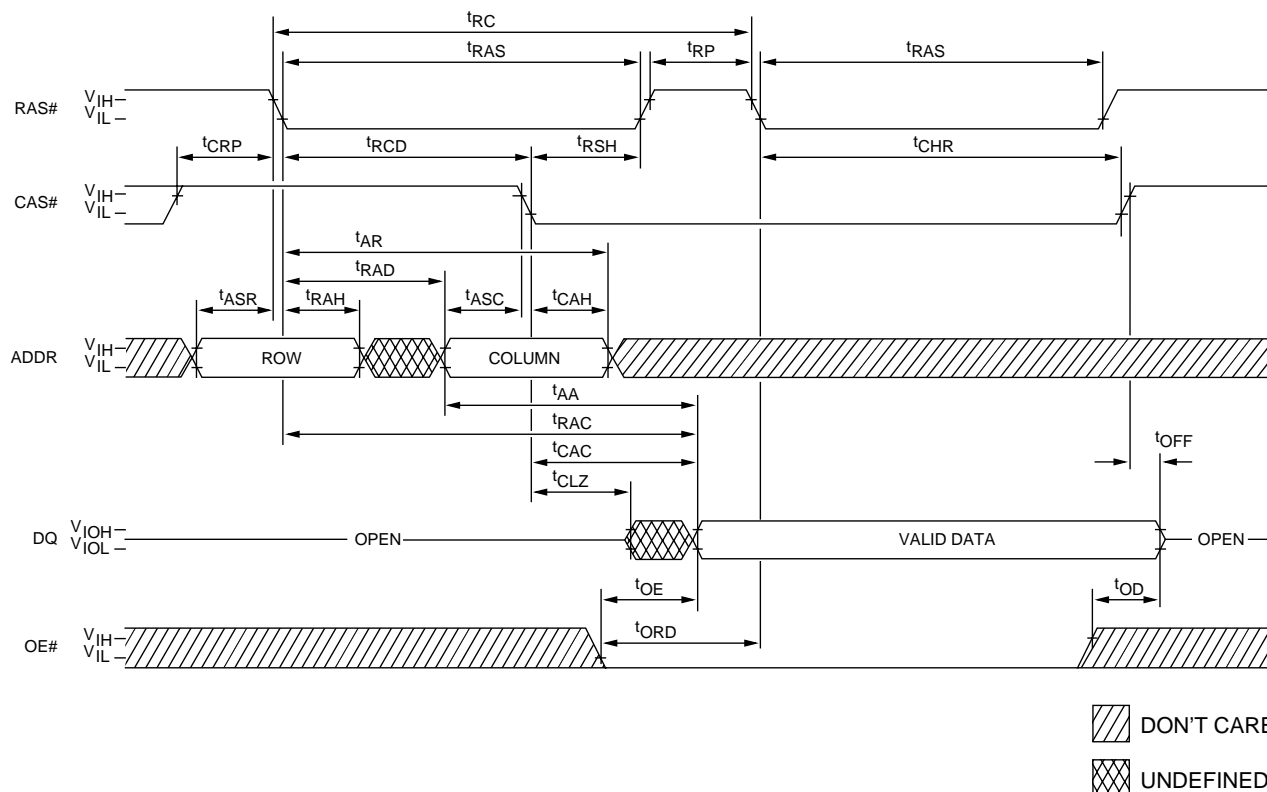 tRC
tRAS
tRP
tRAS
RAS#
VIH
VIL
tCRP
tRCD
tRSH
tCHR
CAS#
VIH
VIL
tAR
tRAD
tASR
tRAH
tASC
tCAH
ADDR
VIH
VIL
ROW
COLUMN
tAA
tRAC
tCAC
tOFF
tCLZ
DQ
VIOH
VIOL
OPEN
VALID DATA
OPEN
tOE
tOD
tORD
OE#
VIH
VIL
DON'T CARE
UNDEFINED